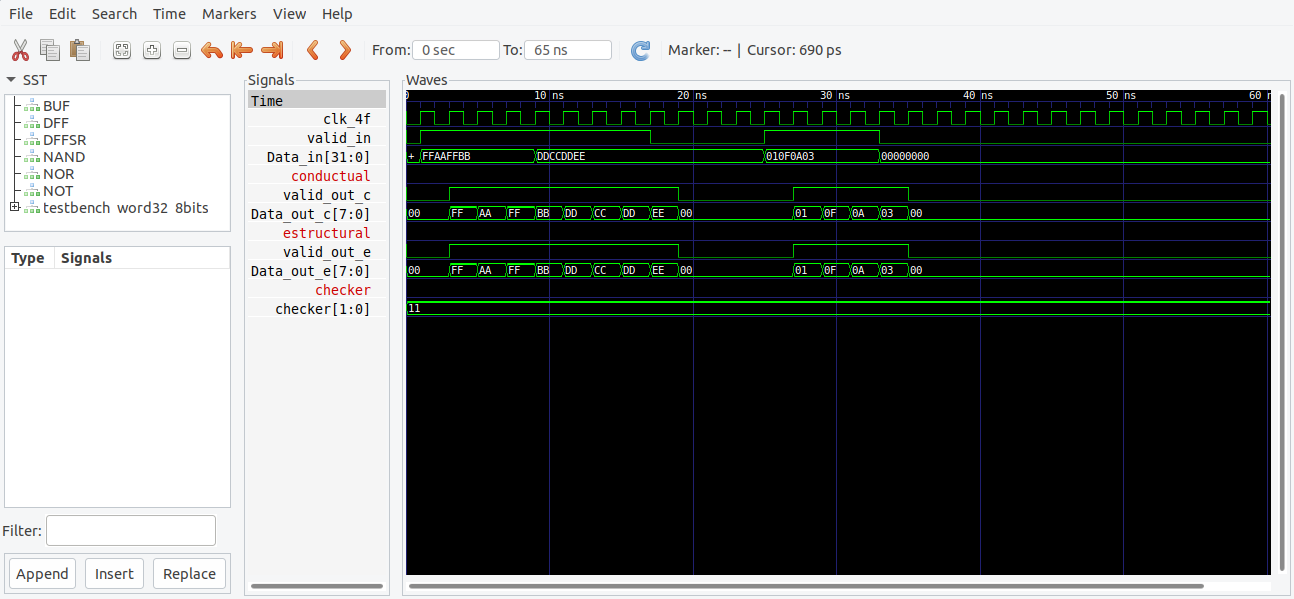 File Edit Search Time Markers View Help
From: 0 sec To: 65 ns Marker: -- | Cursor: 690 ps
SST
BUF
DFF
DFFSR
NAND
NOR
NOT
testbench_word32_8bits
Type Signals
Filter:
Append Insert Replace
Signals
Time
clk_4f
valid_in
Data_in[31:0]
conductual
valid_out_c
Data_out_c[7:0]
estructural
valid_out_e
Data_out_e[7:0]
checker
checker[1:0]
Waves
0 10 ns 20 ns 30 ns 40 ns 50 ns 60 n
+ FFAAFFBB DDCCDDEE 010F0A03 00000000
00 FF AA FF BB DD CC DD EE 00 01 0F 0A 03 00
00 FF AA FF BB DD CC DD EE 00 01 0F 0A 03 00
11